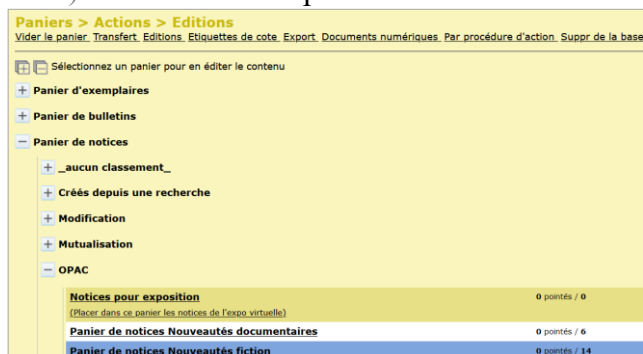 Paniers > Actions > Editions
Vider le panier Transfert Editions Etiquettes de cote Export Documents numériques Par procédure d'action Suppr de la base
Sélectionnez un panier pour en éditer le contenu
Panier d'exemplaires
Panier de bulletins
Panier de notices
_aucun classement_
Créés depuis une recherche
Modification
Mutualisation
OPAC
Notices pour exposition 0 pointés / 0
(Placer dans ce panier les notices de l'expo virtuelle)
Panier de notices Nouveautés documentaires 0 pointés / 6
Panier de notices Nouveautés fiction 0 pointés / 14